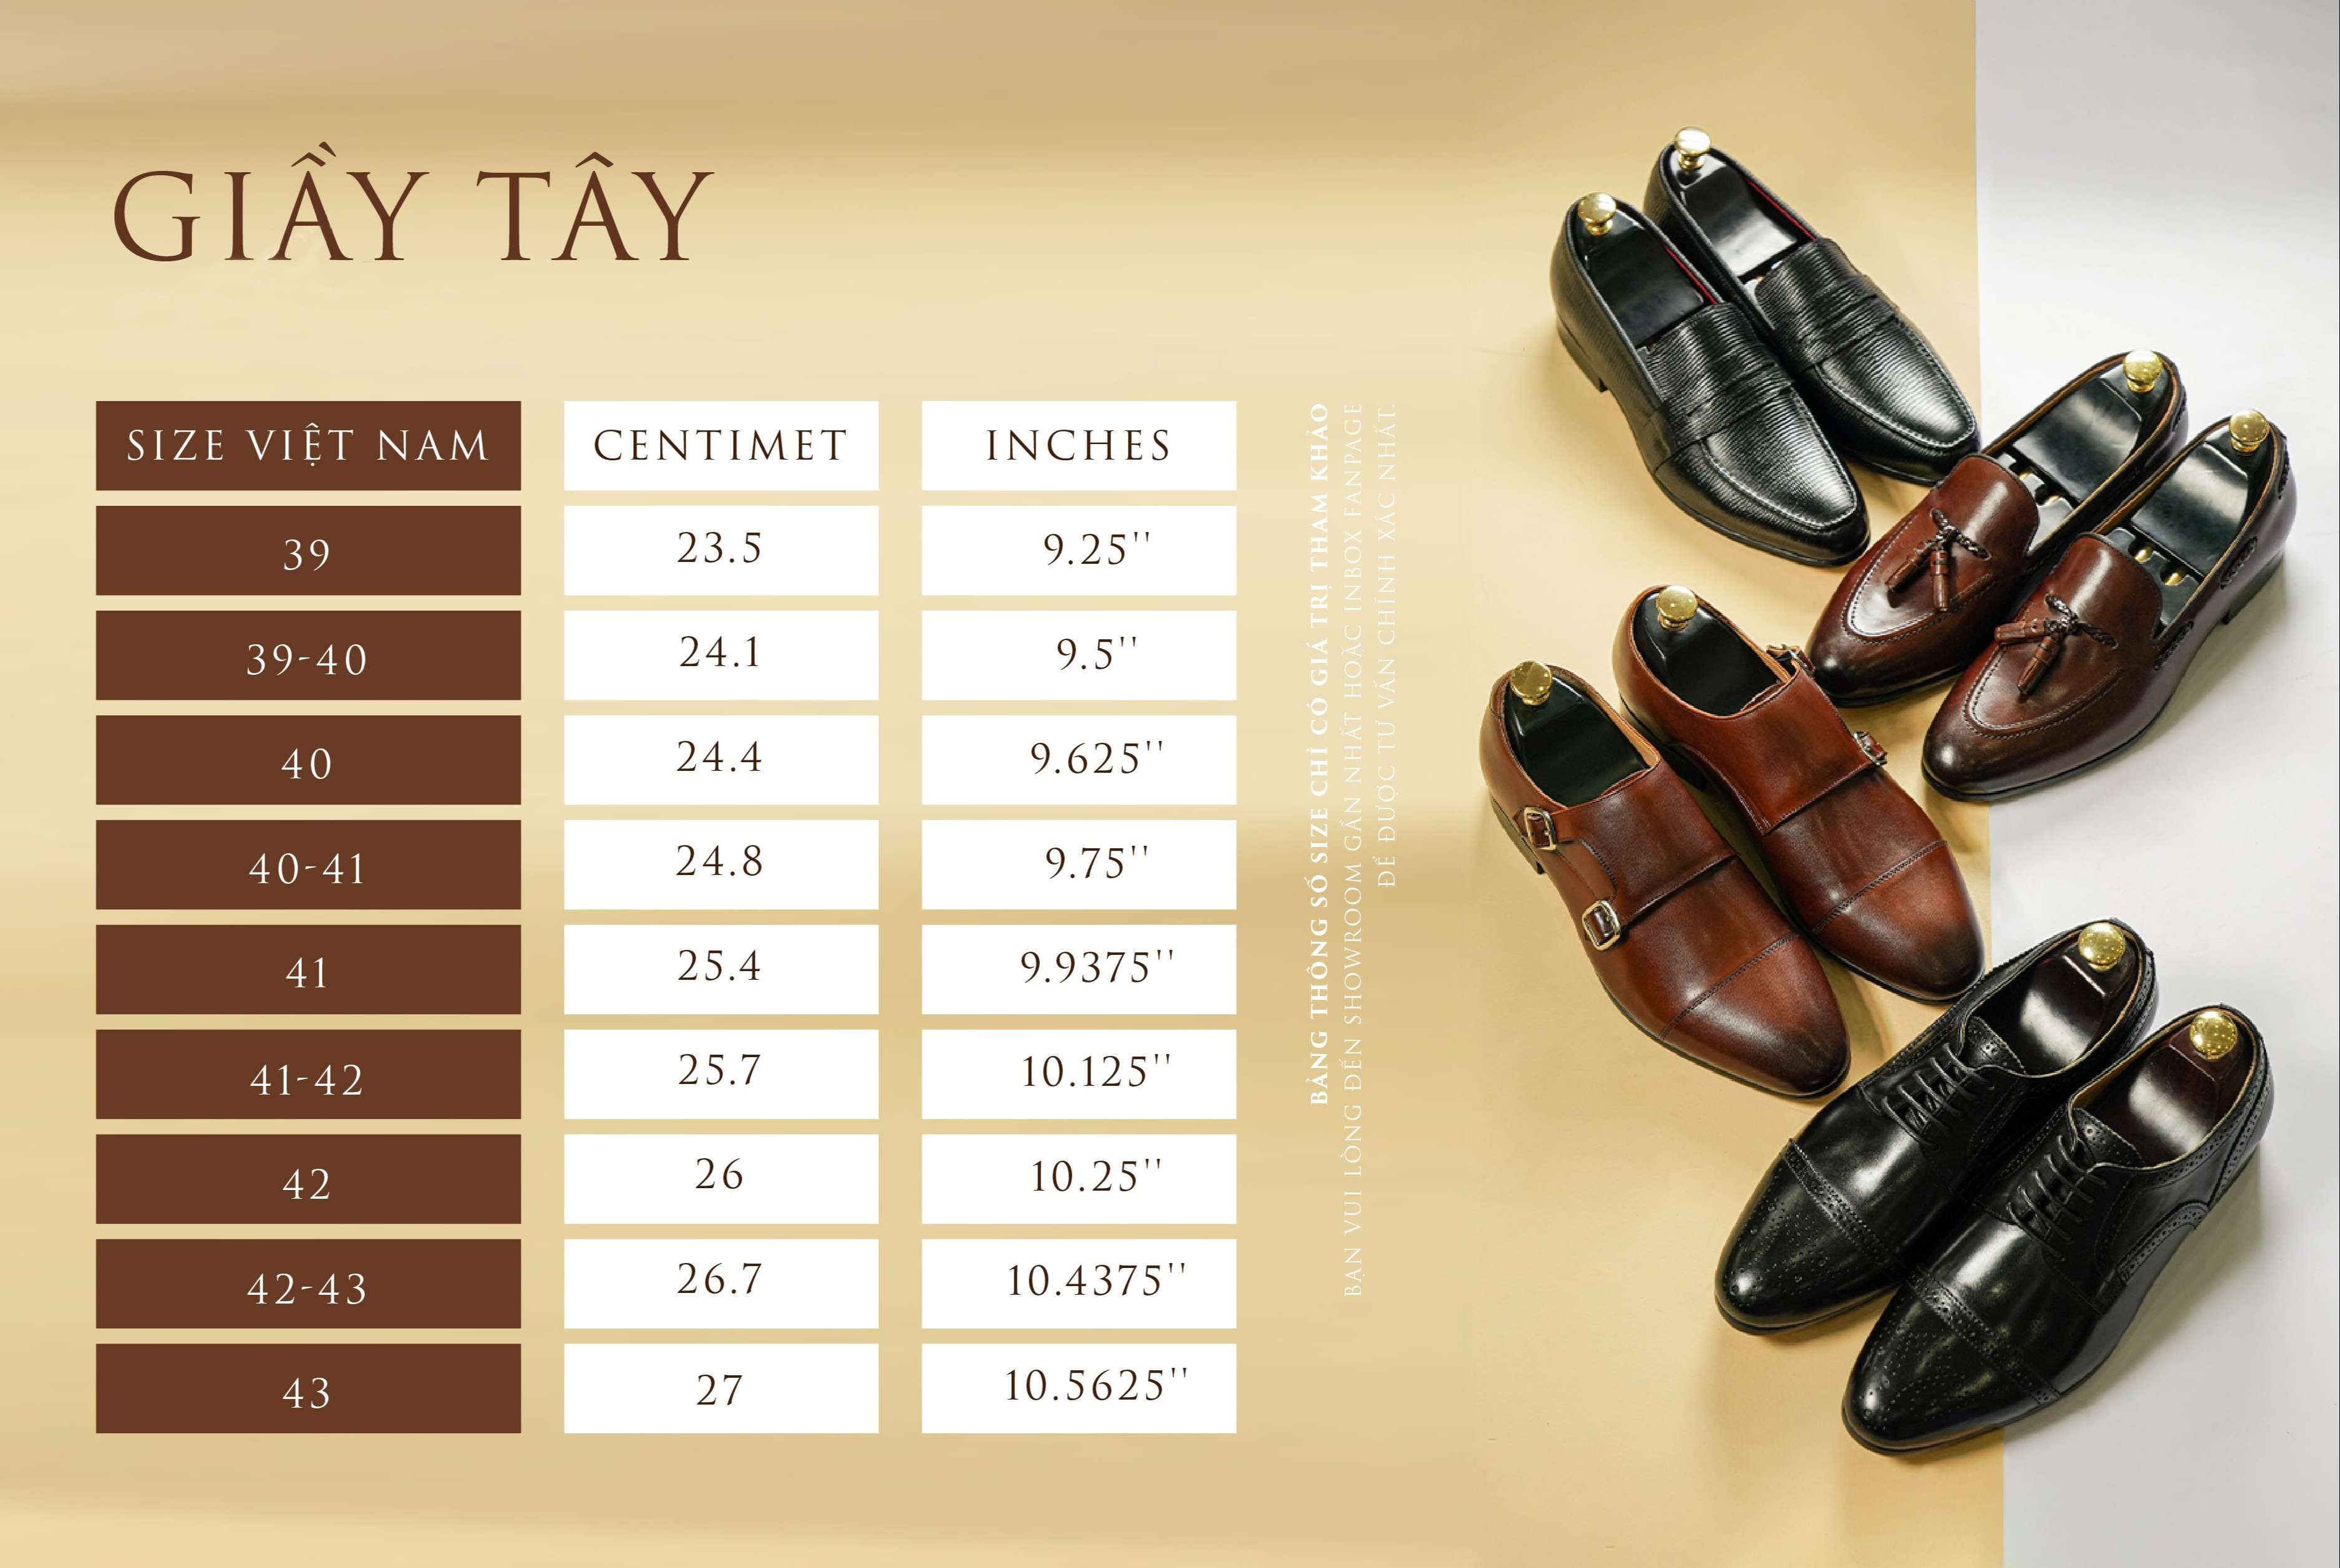 GIẦY TÂY
SIZE VIỆT NAM CENTIMET INCHES
39 23.5 9.25''
39-40 24.1 9.5''
40 24.4 9.625''
40-41 24.8 9.75''
41 25.4 9.9375''
41-42 25.7 10.125''
42 26 10.25''
42-43 26.7 10.4375''
43 27 10.5625''
BẢNG THÔNG SỐ SIZE CHỈ CÓ GIÁ TRỊ THAM KHẢO
BẠN VUI LÒNG ĐẾN SHOWROOM GẦN NHẤT HOẶC INBOX FANPAGE
ĐỂ ĐƯỢC TƯ VẤN CHÍNH XÁC NHẤT.